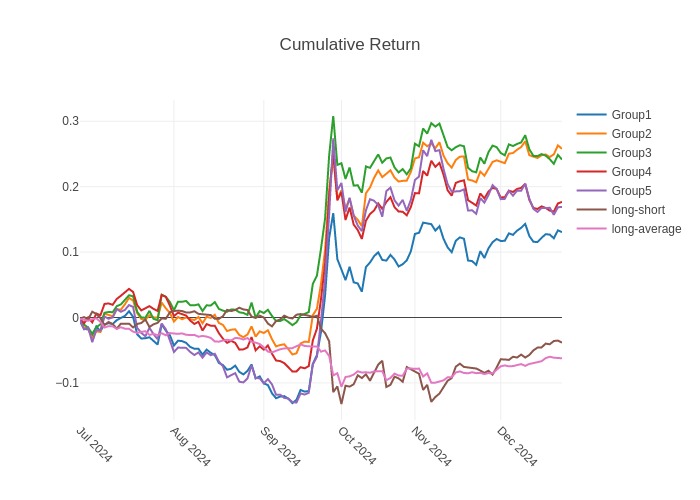 Cumulative Return
0.3
0.2
0.1
0
−0.1
Jul 2024
Aug 2024
Sep 2024
Oct 2024
Nov 2024
Dec 2024
Group1
Group2
Group3
Group4
Group5
long-short
long-average